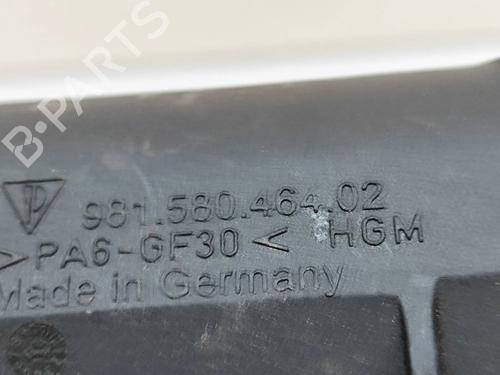 B-PARTS
981.580.464.02
>PA6-GF30< HGM
Made in Germany